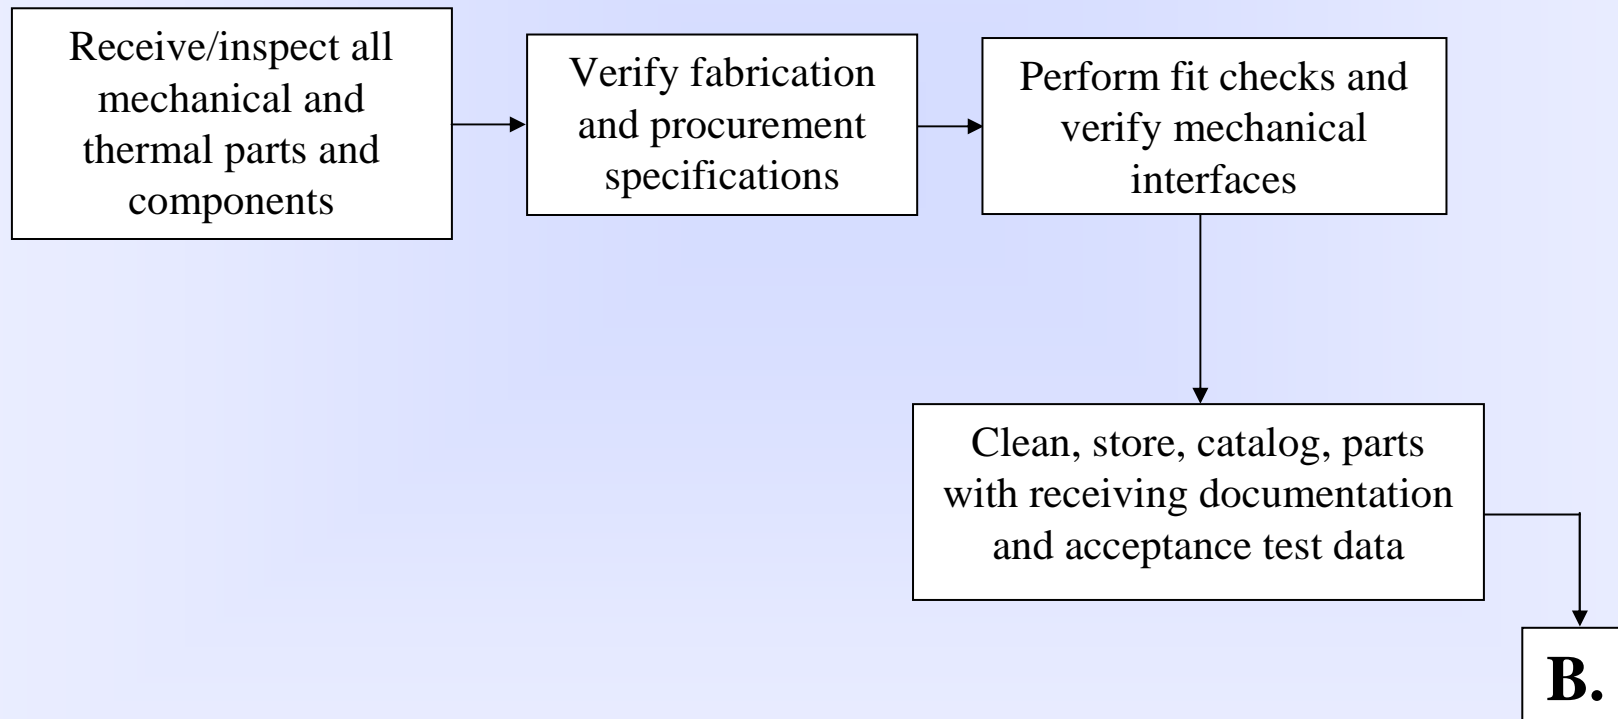 Receive/inspect all
mechanical and
thermal parts and
components
Verify fabrication
and procurement
specifications
Perform fit checks and
verify mechanical
interfaces
Clean, store, catalog, parts
with receiving documentation
and acceptance test data
B.